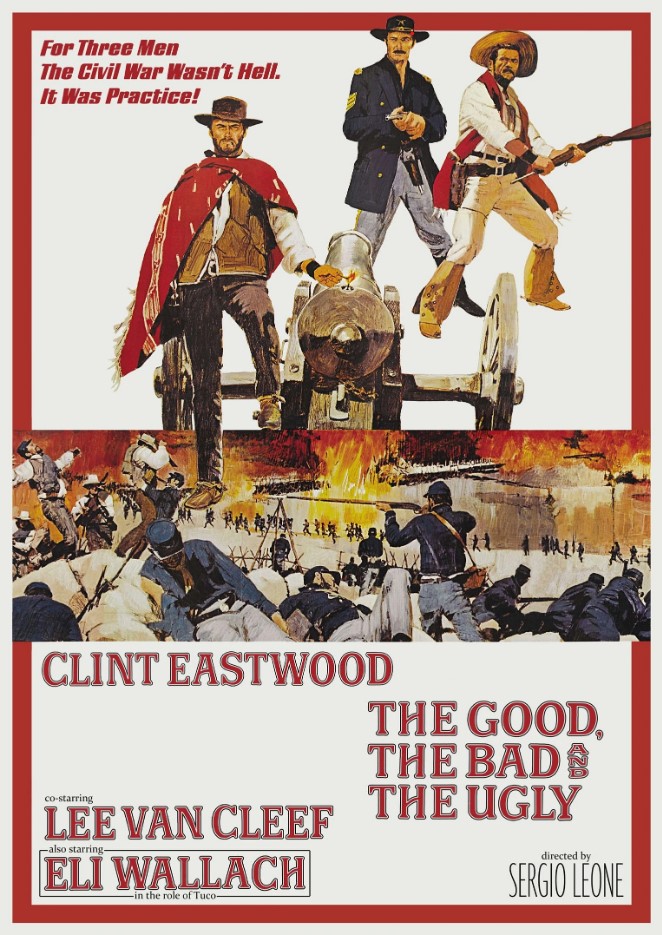 For Three Men
The Civil War Wasn't Hell.
It Was Practice!
CLINT EASTWOOD
THE GOOD,
THE BAD AND
THE UGLY
co-starring
LEE VAN CLEEF
also starring
ELI WALLACH
in the role of Tuco
directed by
SERGIO LEONE